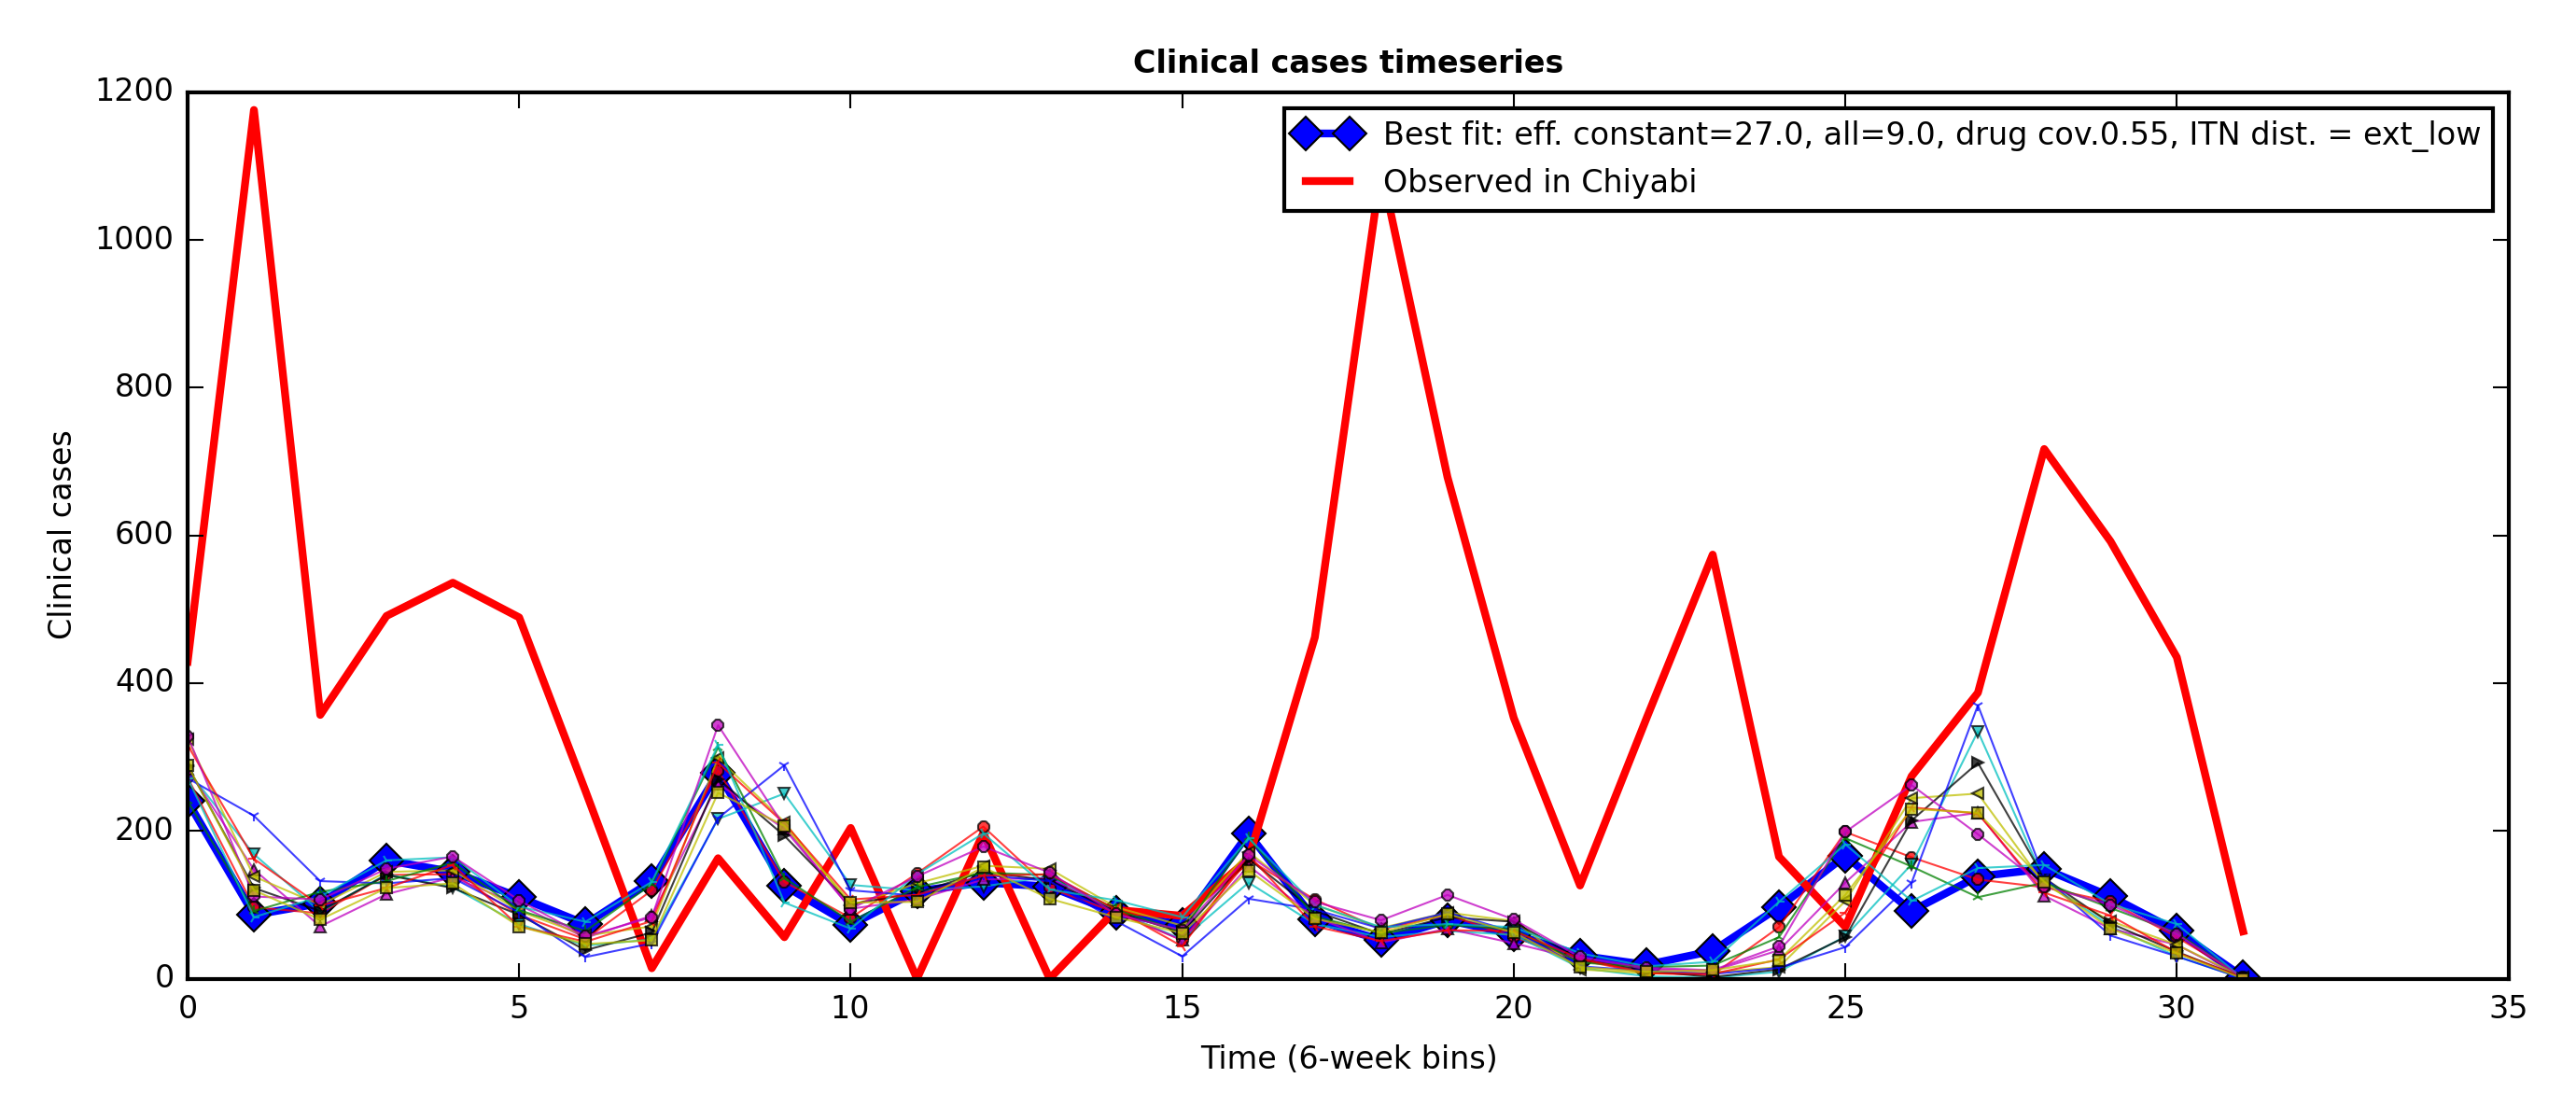 Clinical cases timeseries
1200
1000
800
600
400
200
0
Clinical cases
Best fit: eff. constant=27.0, all=9.0, drug cov.0.55, ITN dist. = ext_low
Observed in Chiyabi
0 5 10 15 20 25 30 35
Time (6-week bins)